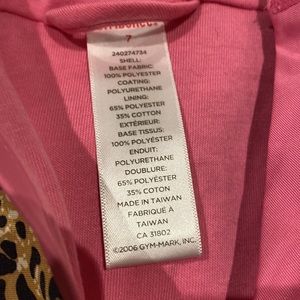 7
240274734
SHELL:
BASE FABRIC:
100% POLYESTER
COATING:
POLYURETHANE
LINING:
65% POLYESTER
35% COTTON
EXTÉRIEUR:
BASE TISSUS:
100% POLYESTER
ENDUIT:
POLYURETHANE
DOUBLURE:
65% POLYESTER
35% COTON
MADE IN TAIWAN
FABRIQUÉ À
TAIWAN
CA 31802
©2006 GYM-MARK, INC.